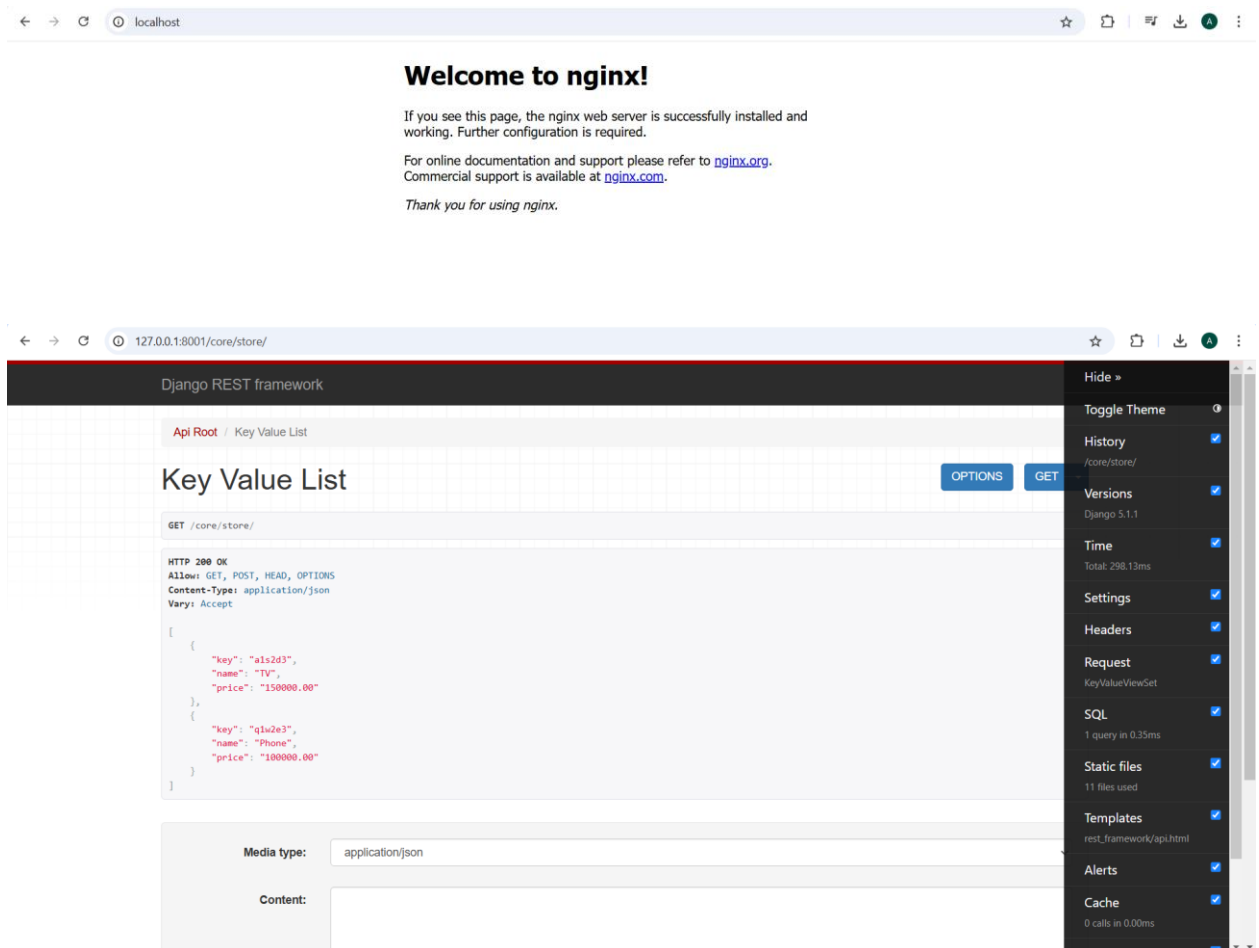 localhost
A
Welcome to nginx!
If you see this page, the nginx web server is successfully installed and
working. Further configuration is required.
For online documentation and support please refer to nginx.org.
Commercial support is available at nginx.com.
Thank you for using nginx.
127.0.0.1:8001/core/store/
A
Django REST framework
Api Root / Key Value List
Key Value List
OPTIONS GET
GET /core/store/
HTTP 200 OK
Allow: GET, POST, HEAD, OPTIONS
Content-Type: application/json
Vary: Accept
[
{
"key": "a1s2d3",
"name": "TV",
"price": "150000.00"
},
{
"key": "q1w2e3",
"name": "Phone",
"price": "100000.00"
}
]
Media type: application/json
Content:
Hide »
Toggle Theme
History
/core/store/
Versions
Django 5.1.1
Time
Total: 298.13ms
Settings
Headers
Request
KeyValueViewSet
SQL
1 query in 0.35ms
Static files
11 files used
Templates
rest_framework/api.html
Alerts
Cache
0 calls in 0.00ms